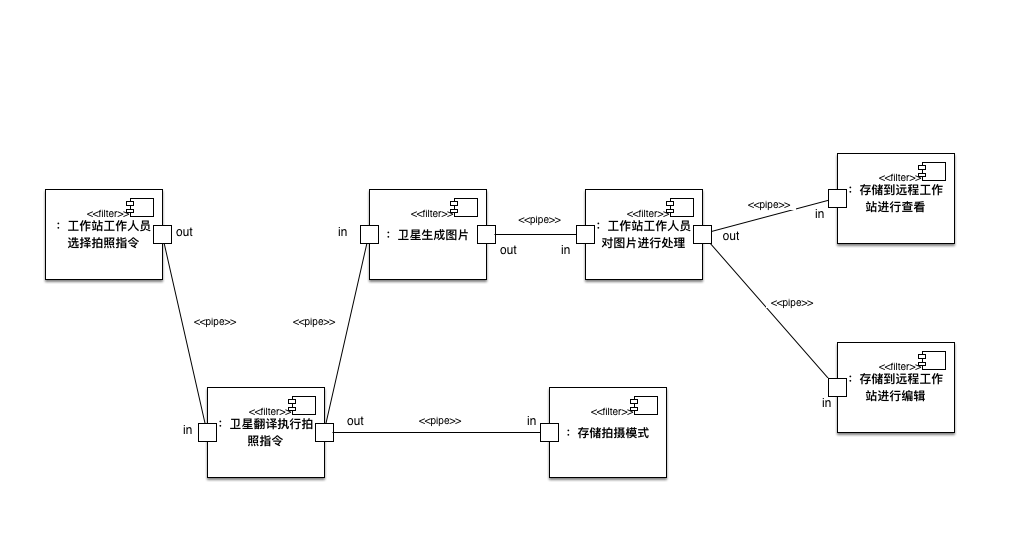 <<filter>>
： 工作站工作人员
选择拍照指令
out
<<pipe>>
in
<<filter>>
： 卫星翻译执行拍
照指令
out
<<pipe>>
in
<<filter>>
： 卫星生成图片
out
<<pipe>>
in
<<filter>>
： 工作站工作人员
对图片进行处理
out
<<pipe>>
in
<<filter>>
： 存储到远程工作
站进行查看
<<pipe>>
in
<<filter>>
： 存储到远程工作
站进行编辑
<<pipe>>
in
<<filter>>
： 存储拍摄模式